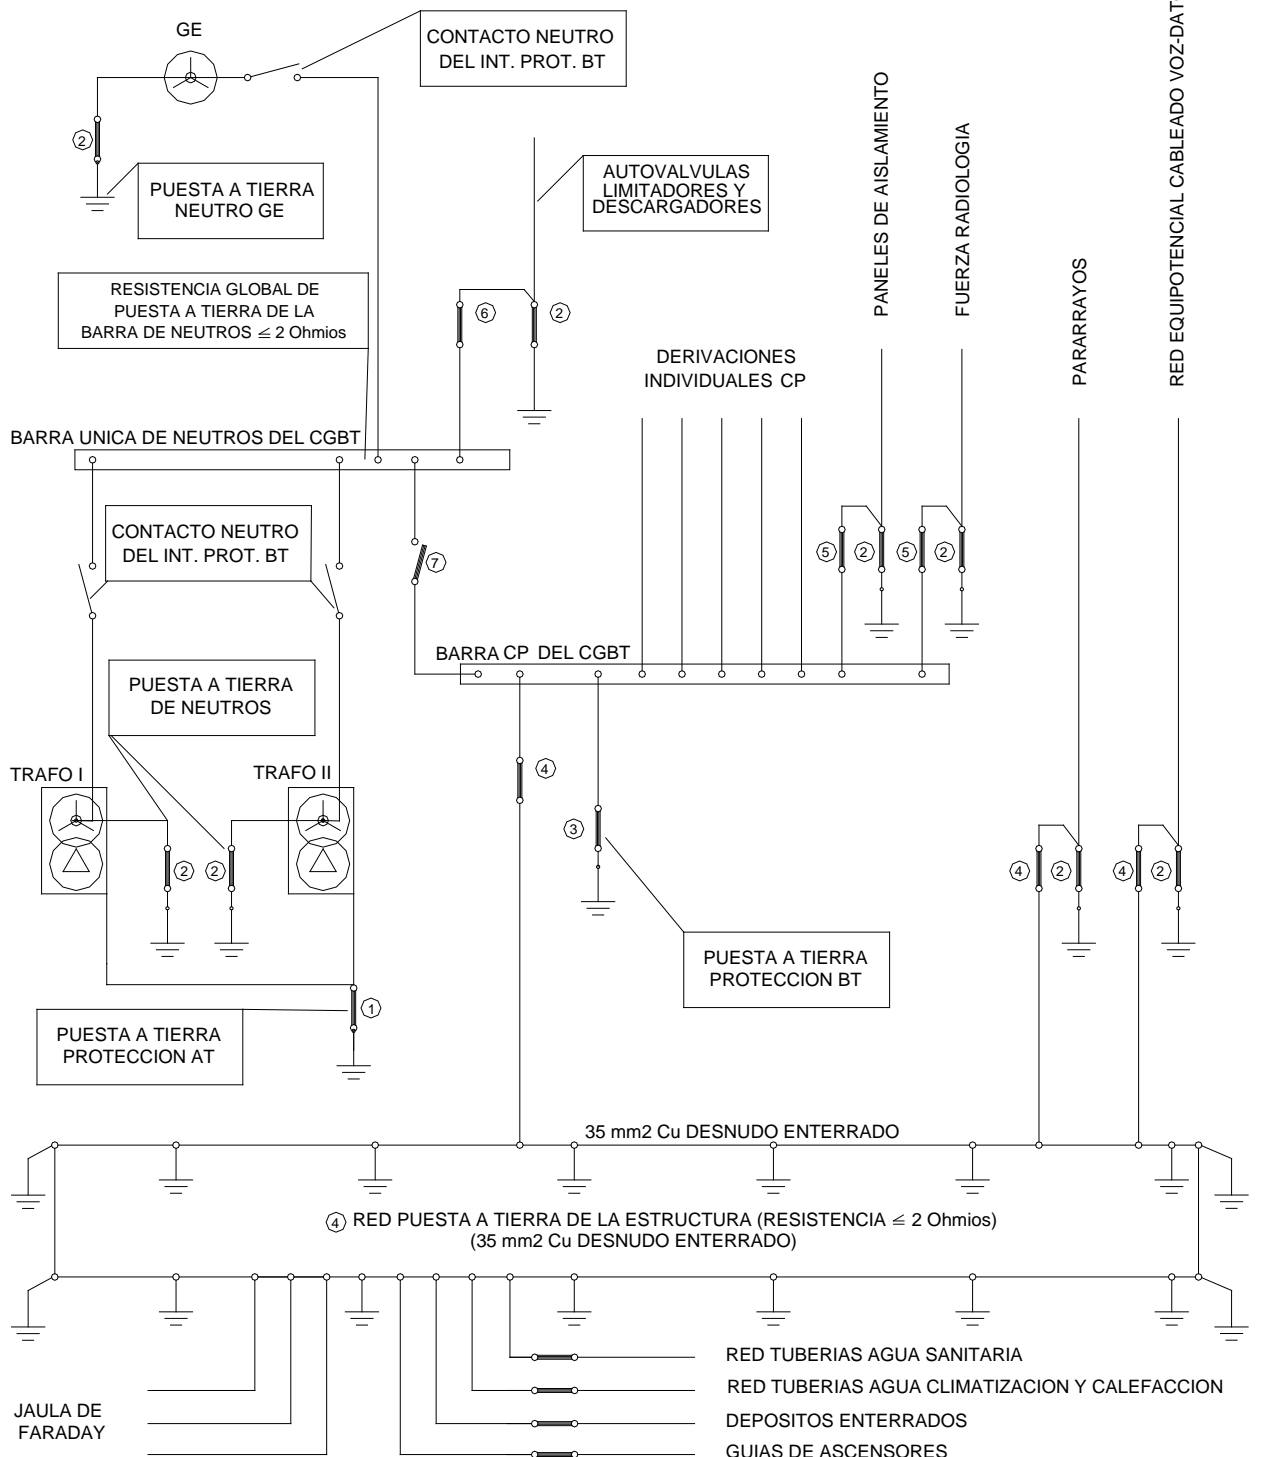 GE
CONTACTO NEUTRO
DEL INT. PROT. BT
2
PUESTA A TIERRA
NEUTRO GE
AUTOVALVULAS
LIMITADORES Y
DESCARGADORES
PANELES DE AISLAMIENTO
FUERZA RADIOLOGIA
PARARRAYOS
RED EQUIPOTENCIAL CABLEADO VOZ-DAT
RESISTENCIA GLOBAL DE
PUESTA A TIERRA DE LA
BARRA DE NEUTROS ≤ 2 Ohmios
6
2
DERIVACIONES
INDIVIDUALES CP
BARRA UNICA DE NEUTROS DEL CGBT
CONTACTO NEUTRO
DEL INT. PROT. BT
7
5
2
5
2
BARRA CP DEL CGBT
PUESTA A TIERRA
DE NEUTROS
TRAFO I
TRAFO II
4
3
2
2
4
2
4
2
PUESTA A TIERRA
PROTECCION BT
1
PUESTA A TIERRA
PROTECCION AT
35 mm2 Cu DESNUDO ENTERRADO
4 RED PUESTA A TIERRA DE LA ESTRUCTURA (RESISTENCIA ≤ 2 Ohmios)
(35 mm2 Cu DESNUDO ENTERRADO)
RED TUBERIAS AGUA SANITARIA
RED TUBERIAS AGUA CLIMATIZACION Y CALEFACCION
JAULA DE
FARADAY
DEPOSITOS ENTERRADOS
GUIAS DE ASCENSORES